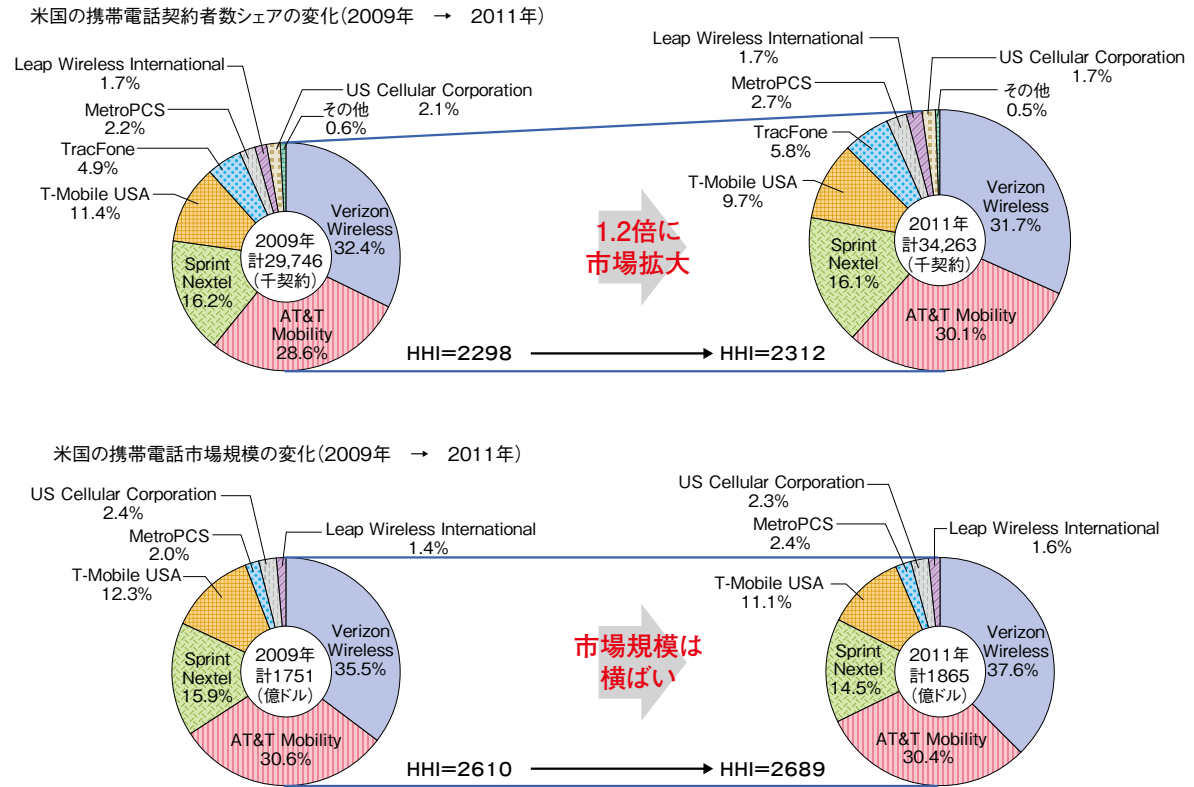 米国の携帯電話契約者数シェアの変化(2009年　→　2011年)
Leap Wireless International
1.7%
MetroPCS
2.2%
TracFone
4.9%
T-Mobile USA
11.4%
US Cellular Corporation
2.1%
その他
0.6%
Verizon
Wireless
32.4%
2009年
計29,746
(千契約)
Sprint
Nextel
16.2%
AT&T
Mobility
28.6%
1.2倍に
市場拡大
HHI=2298
HHI=2312
Leap Wireless International
1.7%
MetroPCS
2.7%
TracFone
5.8%
T-Mobile USA
9.7%
US Cellular Corporation
1.7%
その他
0.5%
Verizon
Wireless
31.7%
2011年
計34,263
(千契約)
Sprint
Nextel
16.1%
AT&T Mobility
30.1%
米国の携帯電話市場規模の変化(2009年　→　2011年)
US Cellular Corporation
2.4%
MetroPCS
2.0%
T-Mobile USA
12.3%
Leap Wireless International
1.4%
Verizon
Wireless
35.5%
2009年
計1751
(億ドル)
Sprint
Nextel
15.9%
AT&T Mobility
30.6%
市場規模は
横ばい
HHI=2610
HHI=2689
US Cellular Corporation
2.3%
MetroPCS
2.4%
T-Mobile USA
11.1%
Leap Wireless International
1.6%
Verizon
Wireless
37.6%
2011年
計1865
(億ドル)
Sprint
Nextel
14.5%
AT&T Mobility
30.4%